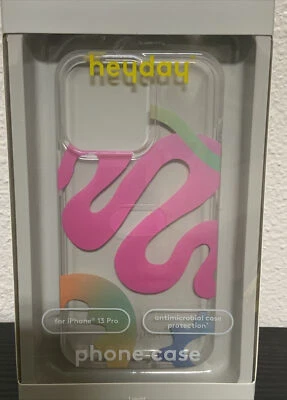 heyday
for iPhone® 13 Pro
antimicrobial case
protection*
phone case